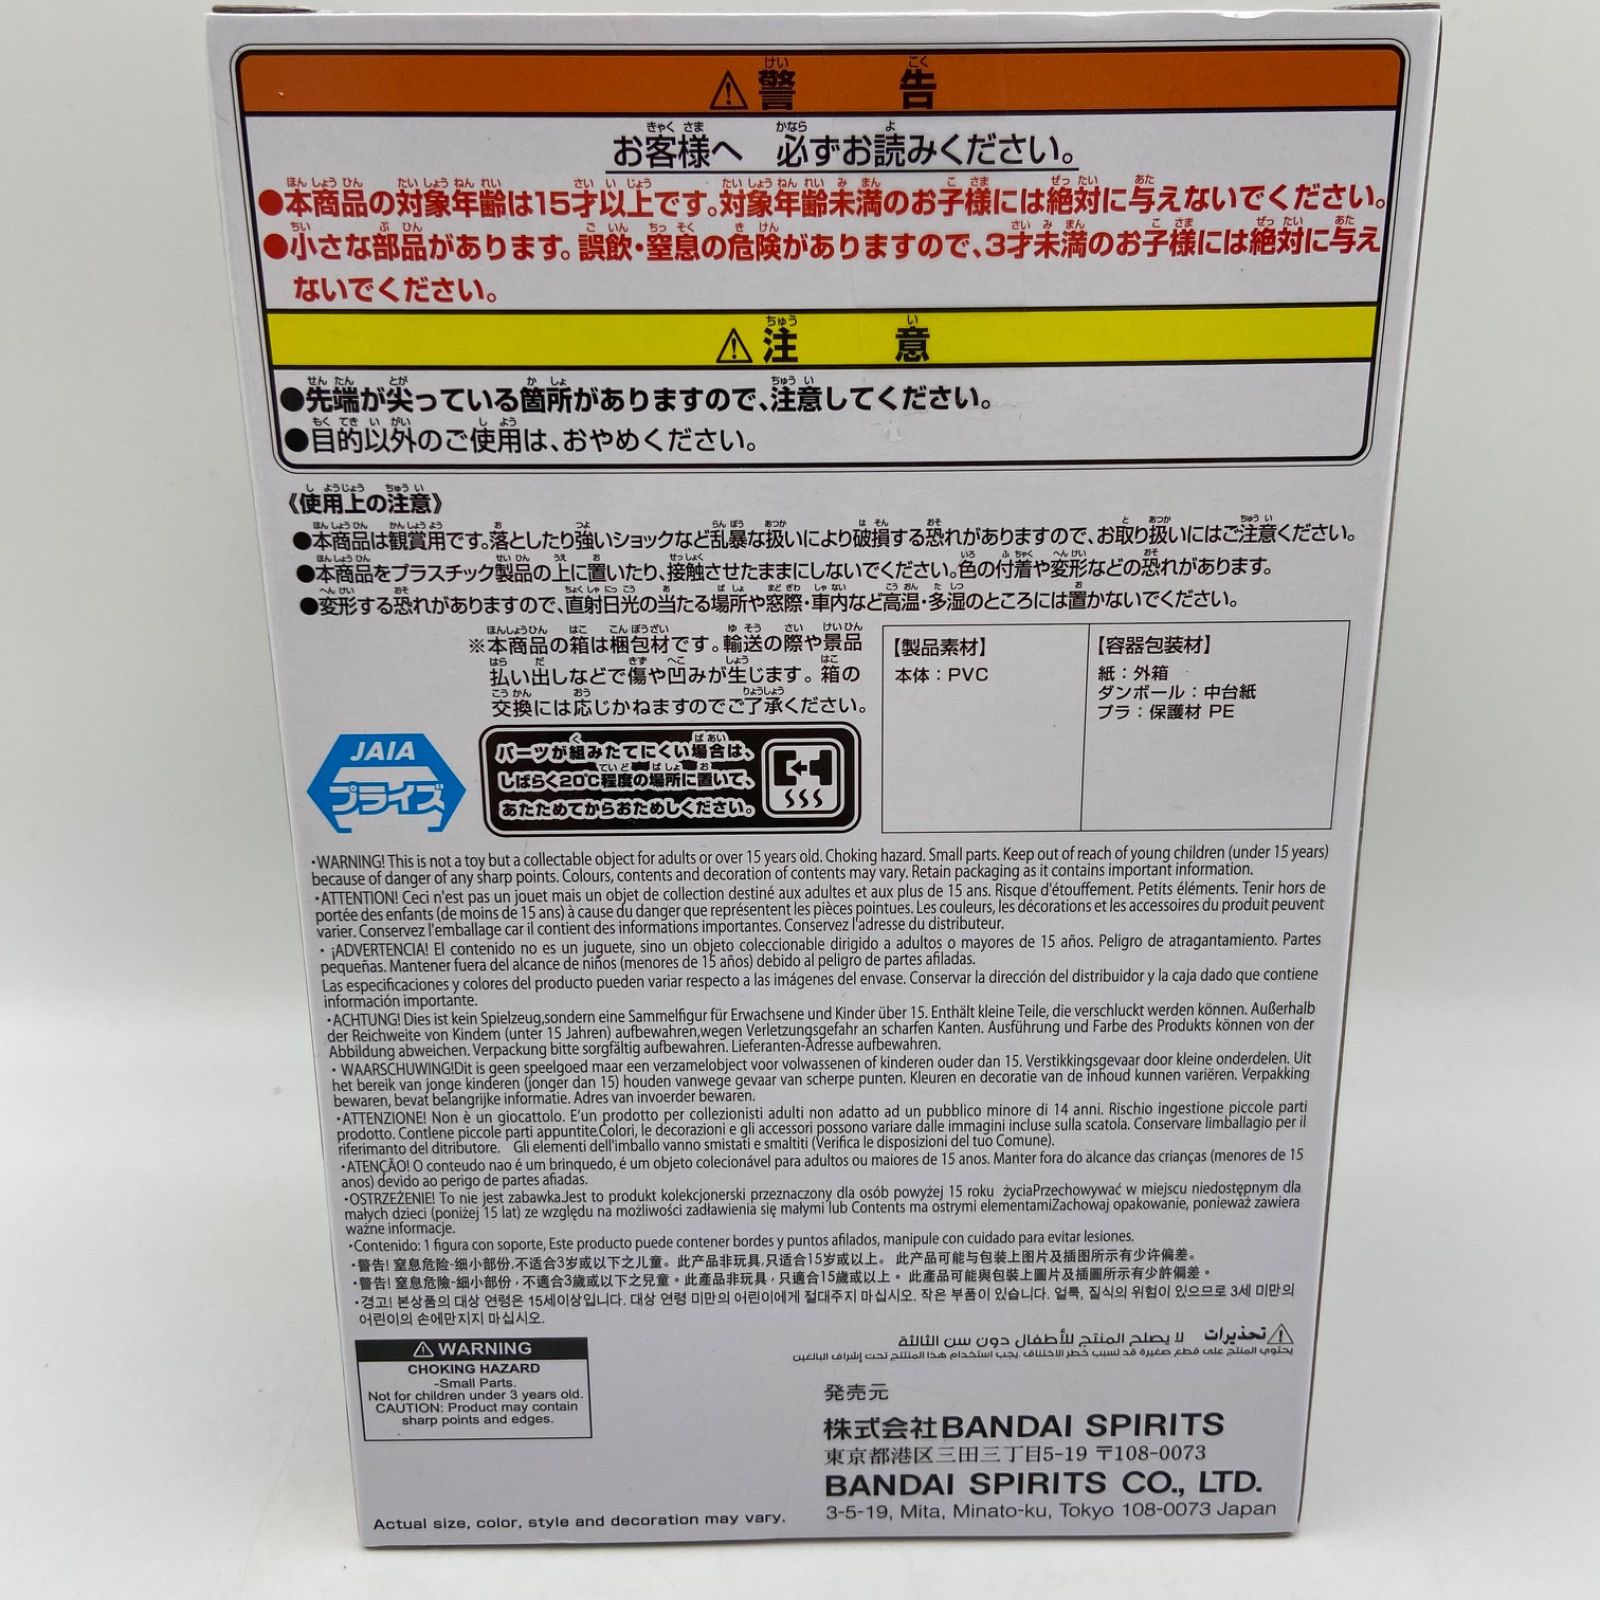 ⚠警告
お客様へ 必ずお読みください。
●本商品の対象年齢は15才以上です。対象年齢未満のお子様には絶対に与えないでください。
●小さな部品があります。誤飲・窒息の危険がありますので、3才未満のお子様には絶対に与え
ないでください。
⚠注意
●先端が尖っている箇所がありますので、注意してください。
●目的以外のご使用は、おやめください。
《使用上の注意》
●本商品は観賞用です。落としたり強いショックなど乱暴な扱いにより破損する恐れがありますので、お取り扱いにはご注意ください。
●本商品をプラスチック製品の上に置いたり、接触させたままにしないでください。色の付着や変形などの恐れがあります。
●変形する恐れがありますので、直射日光の当たる場所や窓際・車内など高温・多湿のところには置かないでください。
※本商品の箱は梱包材です。輸送の際や景品
払い出しなどで傷や凹みが生じます。箱の
交換には応じかねますのでご了承ください。
【製品素材】
本体：PVC
【容器包装材】
紙：外箱
ダンボール：中台紙
プラ：保護材 PE
JAIA
プライズ
パーツが組みたてにくい場合は、
しばらく20℃程度の場所に置いて、
あたためてからおためしください。
・WARNING! This is not a toy but a collectable object for adults or over 15 years old. Choking hazard. Small parts. Keep out of reach of young children (under 15 years)
because of danger of any sharp points. Colours, contents and decoration of contents may vary. Retain packaging as it contains important information.
・ATTENTION! Ceci n'est pas un jouet mais un objet de collection destiné aux adultes et aux plus de 15 ans. Risque d'étouffement. Petits éléments. Tenir hors de
portée des enfants (de moins de 15 ans) à cause du danger que représentent les pièces pointues. Les couleurs, les décorations et les accessoires du produit peuvent
varier. Conservez l'emballage car il contient des informations importantes. Conservez l'adresse du distributeur.
・¡ADVERTENCIA! El contenido no es un juguete, sino un objeto coleccionable dirigido a adultos o mayores de 15 años. Peligro de atragantamiento. Partes
pequeñas. Mantener fuera del alcance de niños (menores de 15 años) debido al peligro de partes afiladas.
Las especificaciones y colores del producto pueden variar respecto a las imágenes del envase. Conservar la dirección del distribuidor y la caja dado que contiene
información importante.
・ACHTUNG! Dies ist kein Spielzeug,sondern eine Sammelfigur für Erwachsene und Kinder über 15. Enthält kleine Teile, die verschluckt werden können. Außerhalb
der Reichweite von Kindern (unter 15 Jahren) aufbewahren,wegen Verletzungsgefahr an scharfen Kanten. Ausführung und Farbe des Produkts können von der
Abbildung abweichen. Verpackung bitte sorgfältig aufbewahren. Lieferanten-Adresse aufbewahren.
・WAARSCHUWING!Dit is geen speelgoed maar een verzamelobject voor volwassenen of kinderen ouder dan 15. Verstikkingsgevaar door kleine onderdelen. Uit
het bereik van jonge kinderen (jonger dan 15) houden vanwege gevaar van scherpe punten. Kleuren en decoratie van de inhoud kunnen variëren. Verpakking
bewaren, bevat belangrijke informatie. Adres van invoerder bewaren.
・ATTENZIONE! Non è un giocattolo. E'un prodotto per collezionisti adulti non adatto ad un pubblico minore di 14 anni. Rischio ingestione piccole parti
prodotto. Contiene piccole parti appuntite.Colori, le decorazioni e gli accessori possono variare dalle immagini incluse sulla scatola. Conservare limballagio per il
riferimanto del ditributore. Gli elementi dell'imballo vanno smistati e smaltiti (Verifica le disposizioni del tuo Comune).
・ATENÇÃO! O conteudo nao é um brinquedo, é um objeto colecionável para adultos ou maiores de 15 anos. Manter fora do alcance das crianças (menores de 15
anos) devido ao perigo de partes afiadas.
・OSTRZEŻENIE! To nie jest zabawka.Jest to produkt kolekcjonerski przeznaczony dla osób powyżej 15 roku życiaPrzechowywać w miejscu niedostępnym dla
małych dzieci (poniżej 15 lat) ze względu na możliwości zadławienia się małymi lub Contents ma ostrymi elementamiZachowaj opakowanie, ponieważ zawiera
ważne informacje.
・Contenido: 1 figura con soporte, Este producto puede contener bordes y puntos afilados, manipule con cuidado para evitar lesiones.
・警告! 窒息危险-细小部份,不适合3岁或以下之儿童。此产品非玩具,只适合15岁或以上。 此产品可能与包装上图片及插图所示有少许偏差。
・警告! 窒息危險-細小部份，不適合3歲或以下之兒童。此產品非玩具，只適合15歲或以上。此產品可能與包裝上圖片及插圖所示有少許偏差。
・경고! 본상품의 대상 연령은 15세이상입니다. 대상 연령 미만의 어린이에게 절대주지 마십시오. 작은 부품이 있습니다. 얼룩, 질식의 위험이 있으므로 3세 미만의
어린이의 손에만지지 마십시오.
⚠تحذيرات لا يصلح المنتج للأطفال دون سن الثالثة
يحتوي المنتج على قطع صغيرة قد تسبب خطر الاختناق. يجب استخدام هذا المنتج تحت إشراف البالغين
⚠WARNING
CHOKING HAZARD
-Small Parts.
Not for children under 3 years old.
CAUTION: Product may contain
sharp points and edges.
発売元
株式会社BANDAI SPIRITS
東京都港区三田三丁目5-19 〒108-0073
BANDAI SPIRITS CO., LTD.
3-5-19, Mita, Minato-ku, Tokyo 108-0073 Japan
Actual size, color, style and decoration may vary.